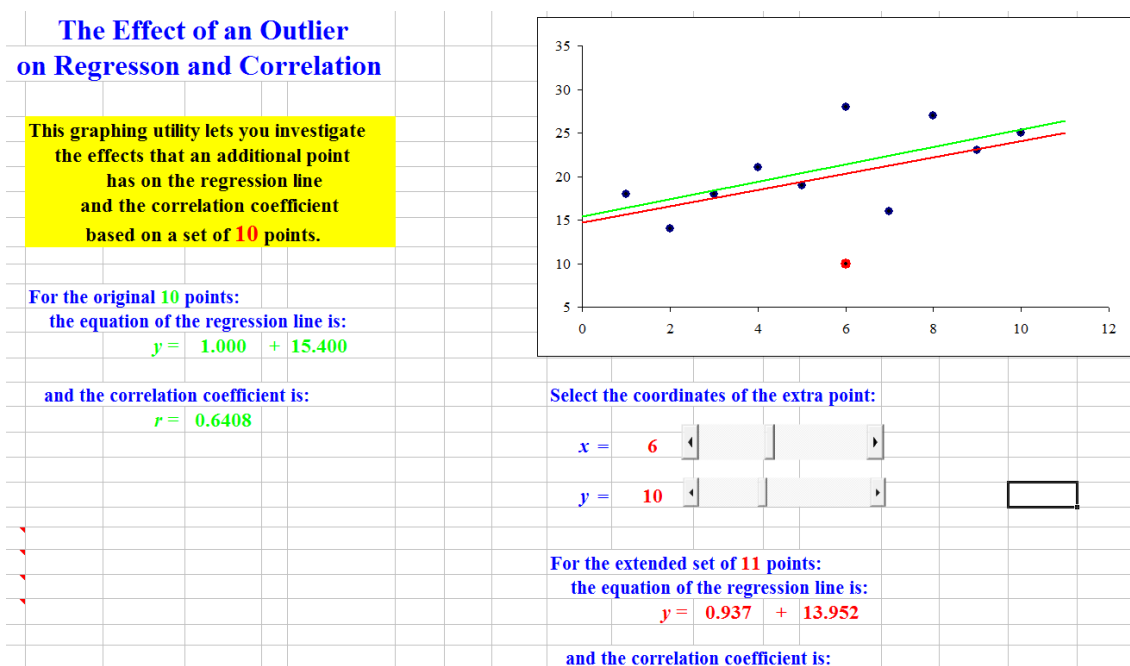 The Effect of an Outlier
on Regresson and Correlation
This graphing utility lets you investigate
the effects that an additional point
has on the regression line
and the correlation coefficient
based on a set of 10 points.
For the original 10 points:
the equation of the regression line is:
y = 1.000 + 15.400
and the correlation coefficient is:
r = 0.6408
35
30
25
20
15
10
5
0 2 4 6 8 10 12
Select the coordinates of the extra point:
x = 6
y = 10
For the extended set of 11 points:
the equation of the regression line is:
y = 0.937 + 13.952
and the correlation coefficient is: